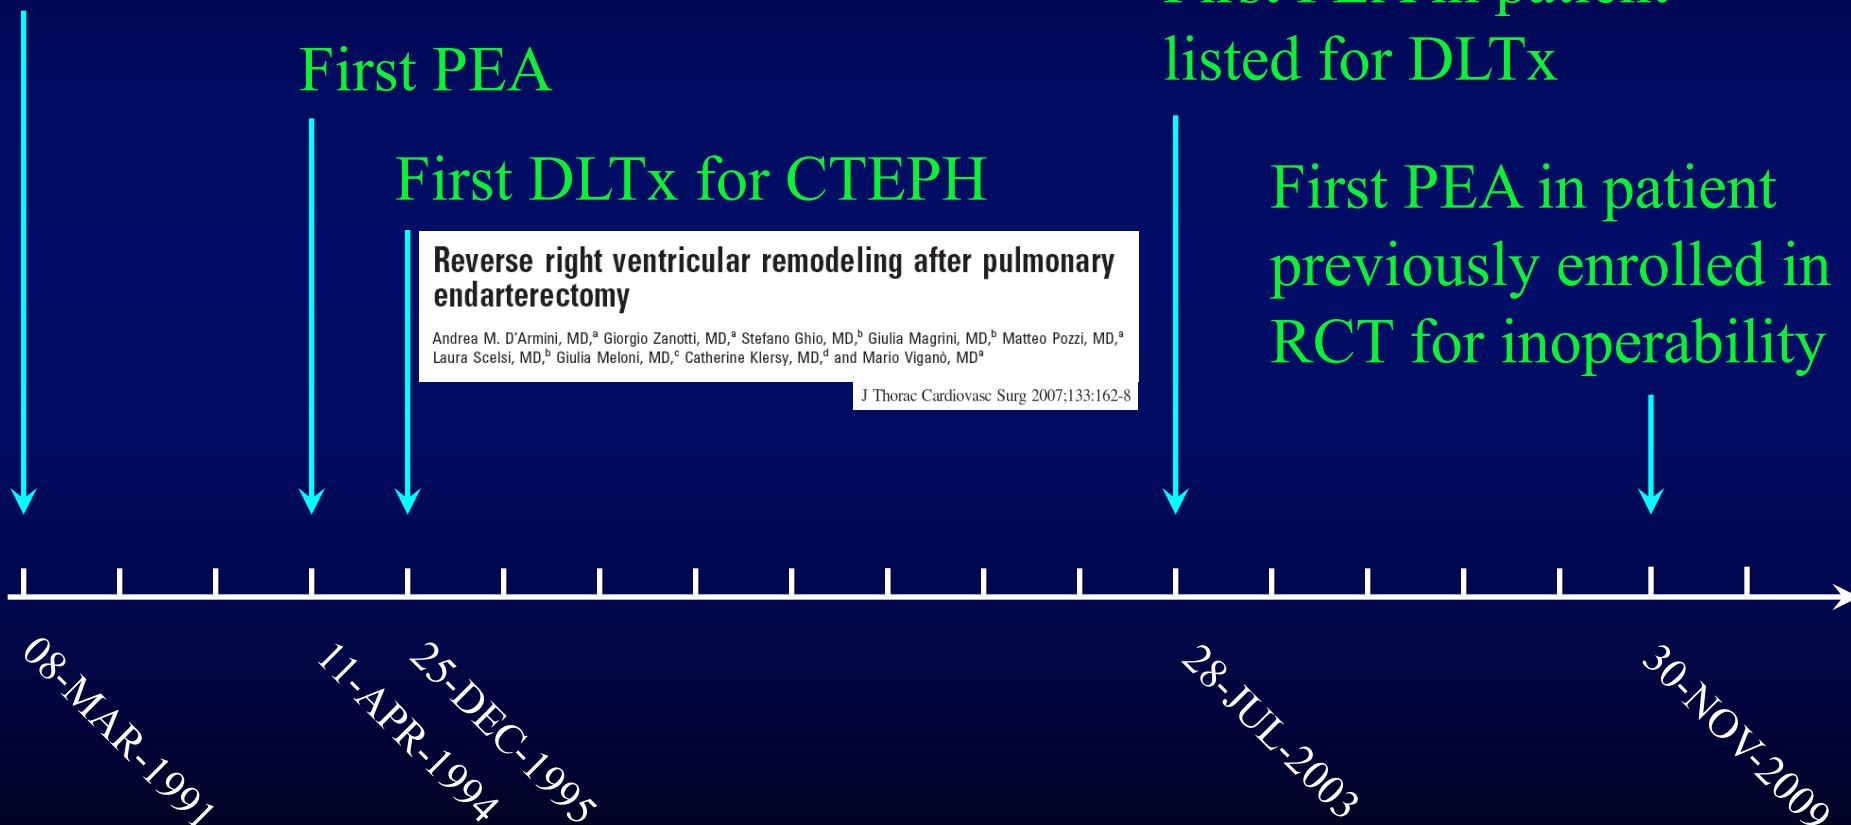 First PEA in patient
listed for DLTx
First PEA
First DLTx for CTEPH
First PEA in patient
previously enrolled in
RCT for inoperability
Reverse right ventricular remodeling after pulmonary
endarterectomy
Andrea M. D'Armini, MD,ᵃ Giorgio Zanotti, MD,ᵃ Stefano Ghio, MD,ᵇ Giulia Magrini, MD,ᵇ Matteo Pozzi, MD,ᵃ
Laura Scelsi, MD,ᵇ Giulia Meloni, MD,ᶜ Catherine Klersy, MD,ᵈ and Mario Viganò, MDᵃ
J Thorac Cardiovasc Surg 2007;133:162-8
08-MAR-1991
11-APR-1994
25-DEC-1995
28-JUL-2003
30-NOV-2009